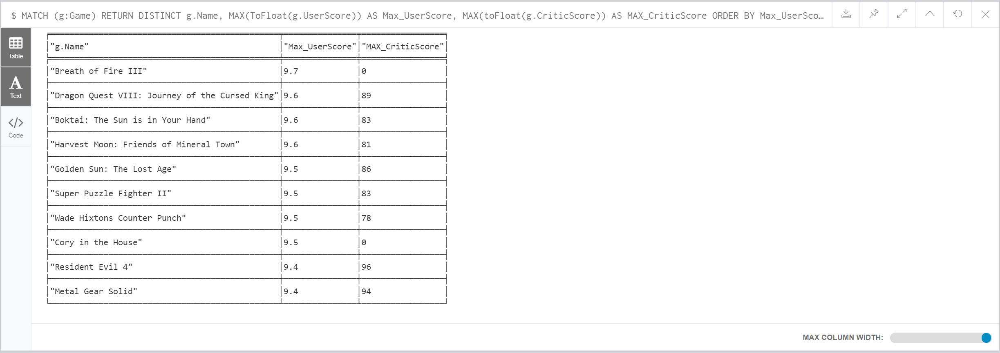 $ MATCH (g:Game) RETURN DISTINCT g.Name, MAX(ToFloat(g.UserScore)) AS Max_UserScore, MAX(toFloat(g.CriticScore)) AS MAX_CriticScore ORDER BY Max_UserSco…
Table
Text
Code
"g.Name" "Max_UserScore" "MAX_CriticScore"
"Breath of Fire III" 9.7 0
"Dragon Quest VIII: Journey of the Cursed King" 9.6 89
"Boktai: The Sun is in Your Hand" 9.6 83
"Harvest Moon: Friends of Mineral Town" 9.6 81
"Golden Sun: The Lost Age" 9.5 86
"Super Puzzle Fighter II" 9.5 83
"Wade Hixtons Counter Punch" 9.5 78
"Cory in the House" 9.5 0
"Resident Evil 4" 9.4 96
"Metal Gear Solid" 9.4 94
MAX COLUMN WIDTH: